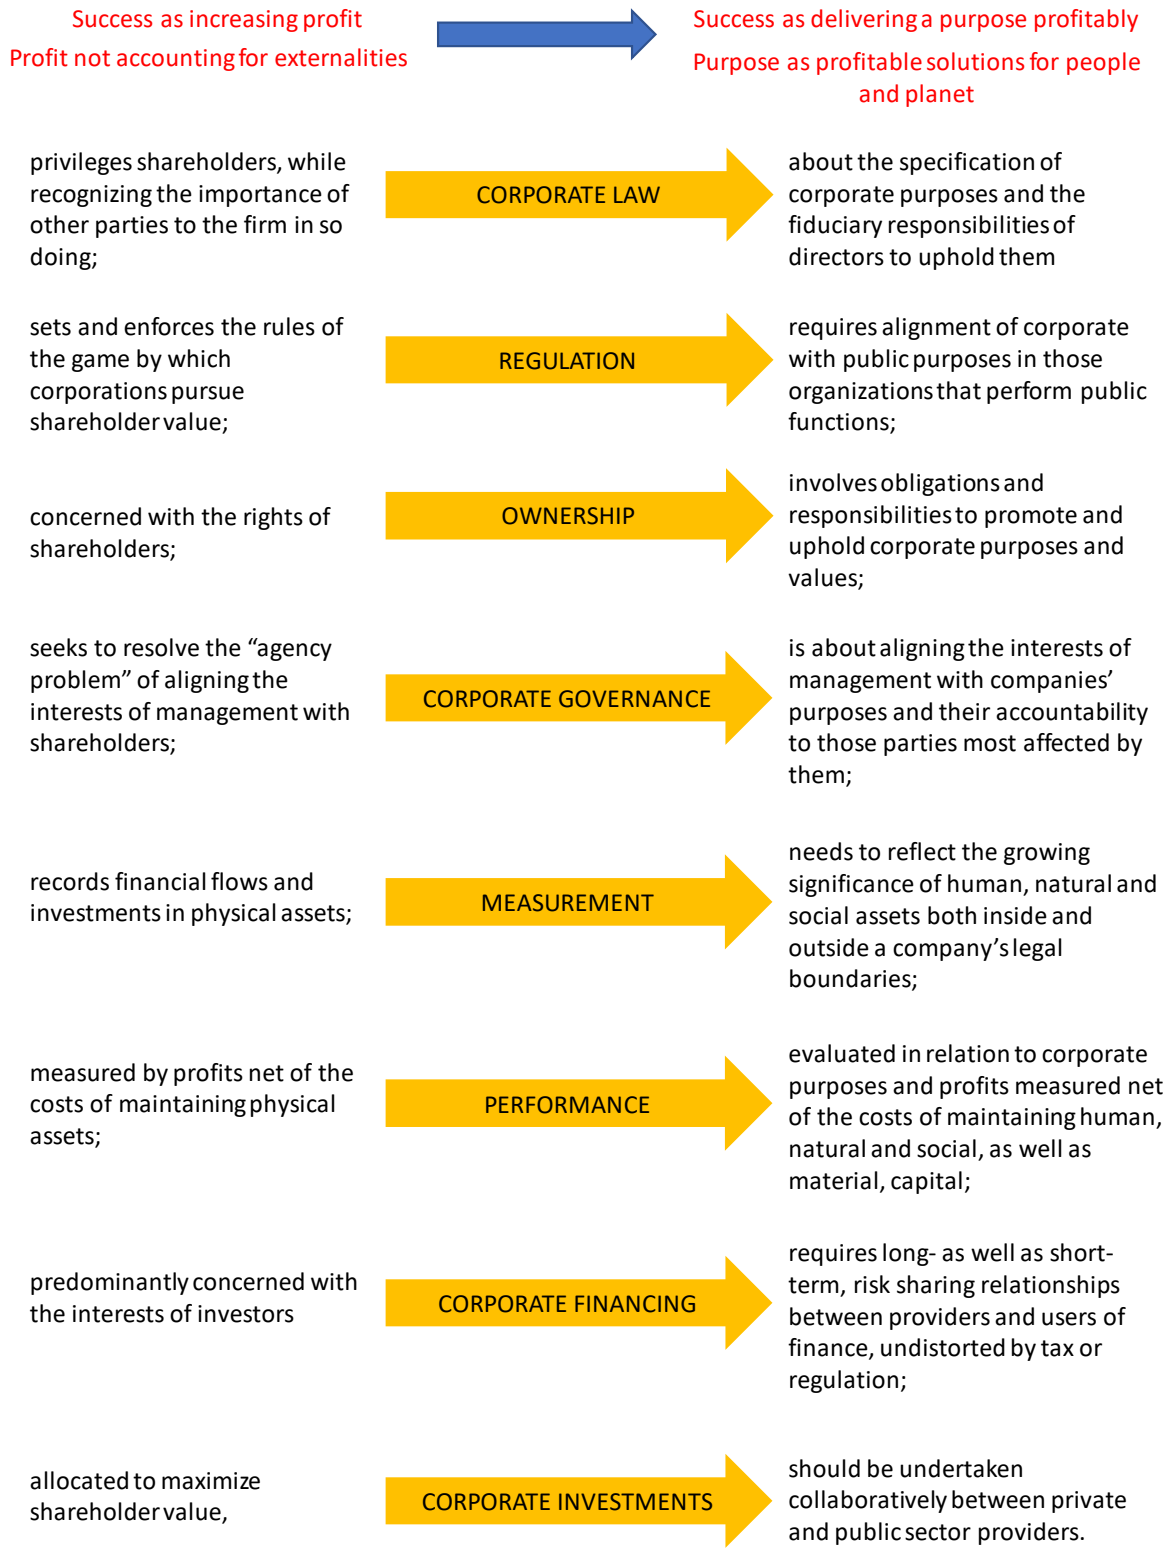 Success as increasing profit
Profit not accounting for externalities
Success as delivering a purpose profitably
Purpose as profitable solutions for people
and planet
privileges shareholders, while
recognizing the importance of
other parties to the firm in so
doing;
CORPORATE LAW
about the specification of
corporate purposes and the
fiduciary responsibilities of
directors to uphold them
sets and enforces the rules of
the game by which
corporations pursue
shareholder value;
REGULATION
requires alignment of corporate
with public purposes in those
organizations that perform public
functions;
concerned with the rights of
shareholders;
OWNERSHIP
involves obligations and
responsibilities to promote and
uphold corporate purposes and
values;
seeks to resolve the “agency
problem” of aligning the
interests of management with
shareholders;
CORPORATE GOVERNANCE
is about aligning the interests of
management with companies’
purposes and their accountability
to those parties most affected by
them;
records financial flows and
investments in physical assets;
MEASUREMENT
needs to reflect the growing
significance of human, natural and
social assets both inside and
outside a company’s legal
boundaries;
measured by profits net of the
costs of maintaining physical
assets;
PERFORMANCE
evaluated in relation to corporate
purposes and profits measured net
of the costs of maintaining human,
natural and social, as well as
material, capital;
predominantly concerned with
the interests of investors
CORPORATE FINANCING
requires long- as well as short-
term, risk sharing relationships
between providers and users of
finance, undistorted by tax or
regulation;
allocated to maximize
shareholder value,
CORPORATE INVESTMENTS
should be undertaken
collaboratively between private
and public sector providers.